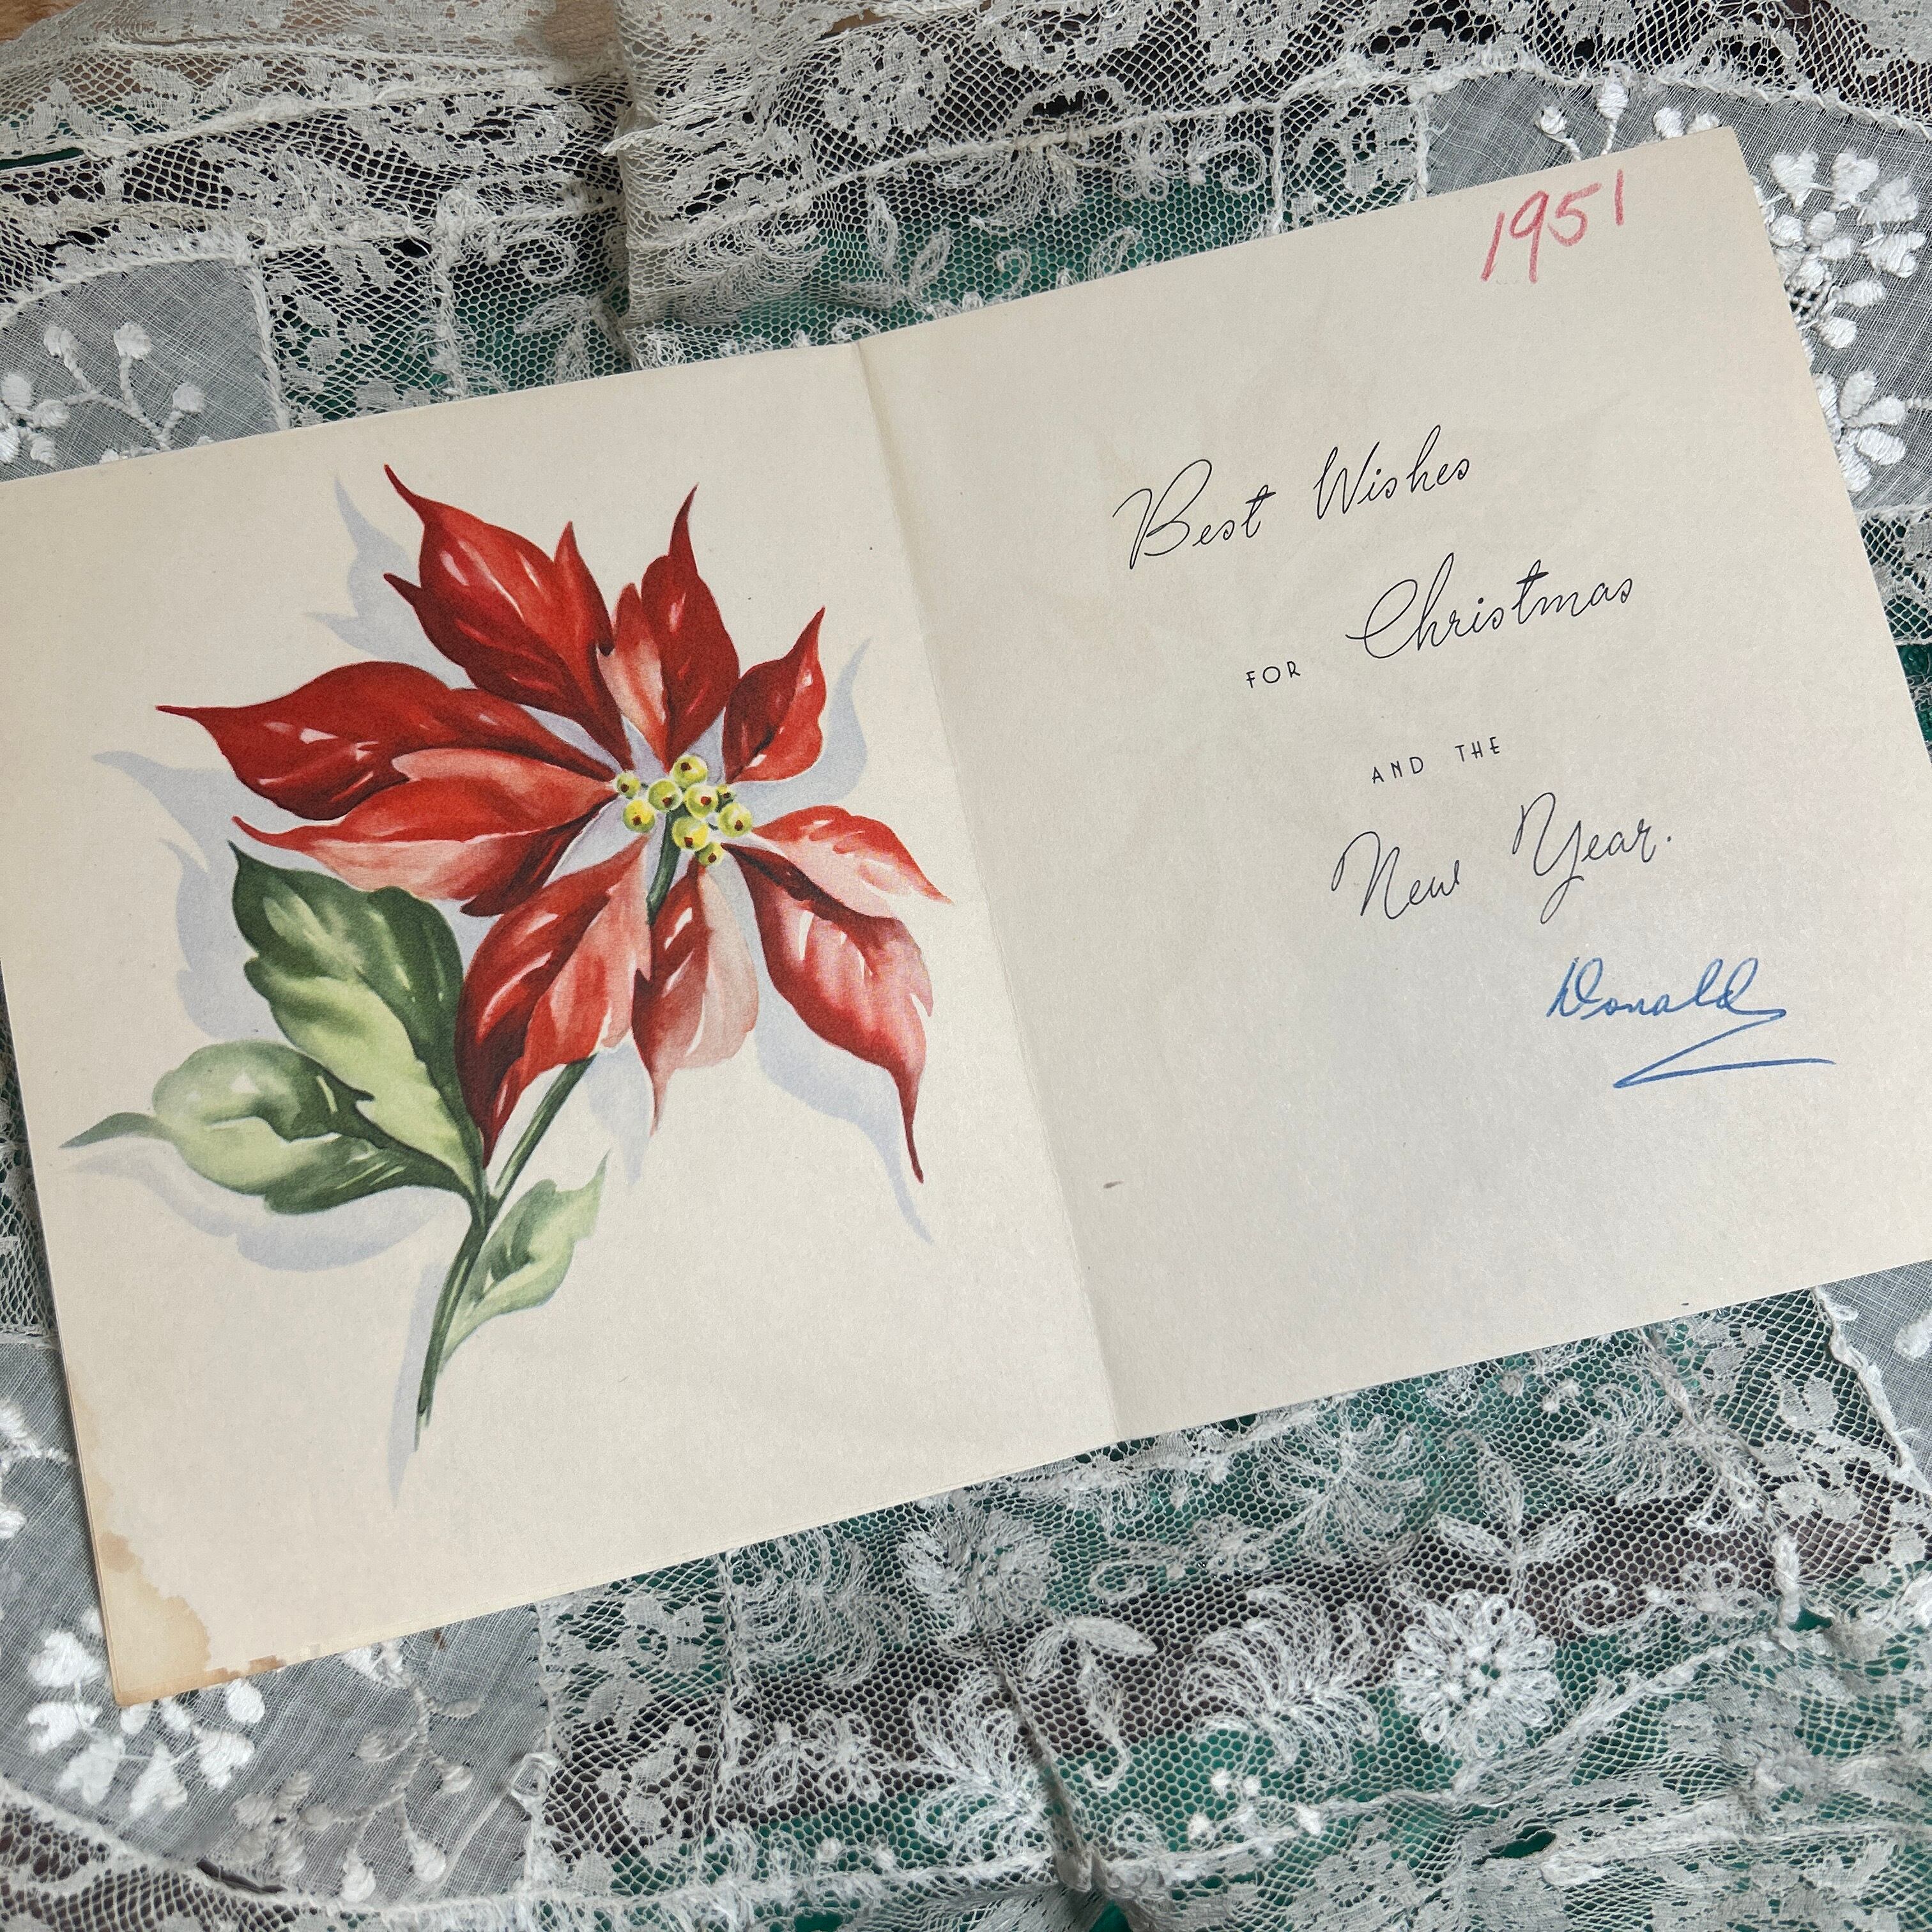 1951
Best Wishes
FOR Christmas
AND THE
New Year.
Donald